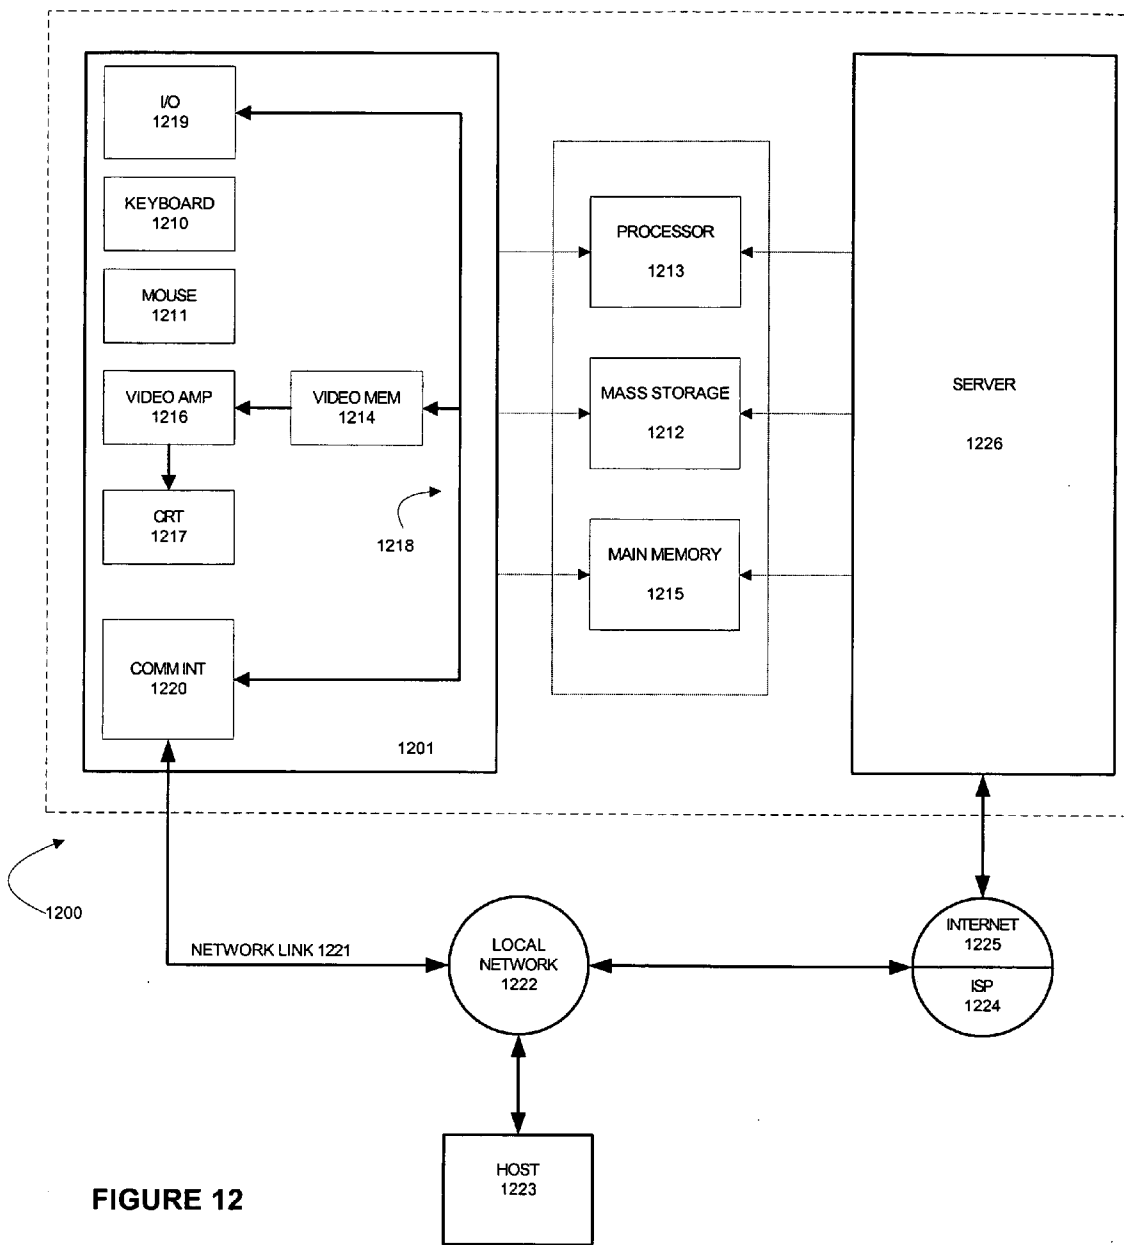 I/O
1219
KEYBOARD
1210
MOUSE
1211
VIDEO AMP
1216
VIDEO MEM
1214
CRT
1217
1218
COMM INT
1220
1201
PROCESSOR
1213
MASS STORAGE
1212
MAIN MEMORY
1215
SERVER
1226
1200
NETWORK LINK 1221
LOCAL
NETWORK
1222
INTERNET
1225
ISP
1224
HOST
1223
FIGURE 12